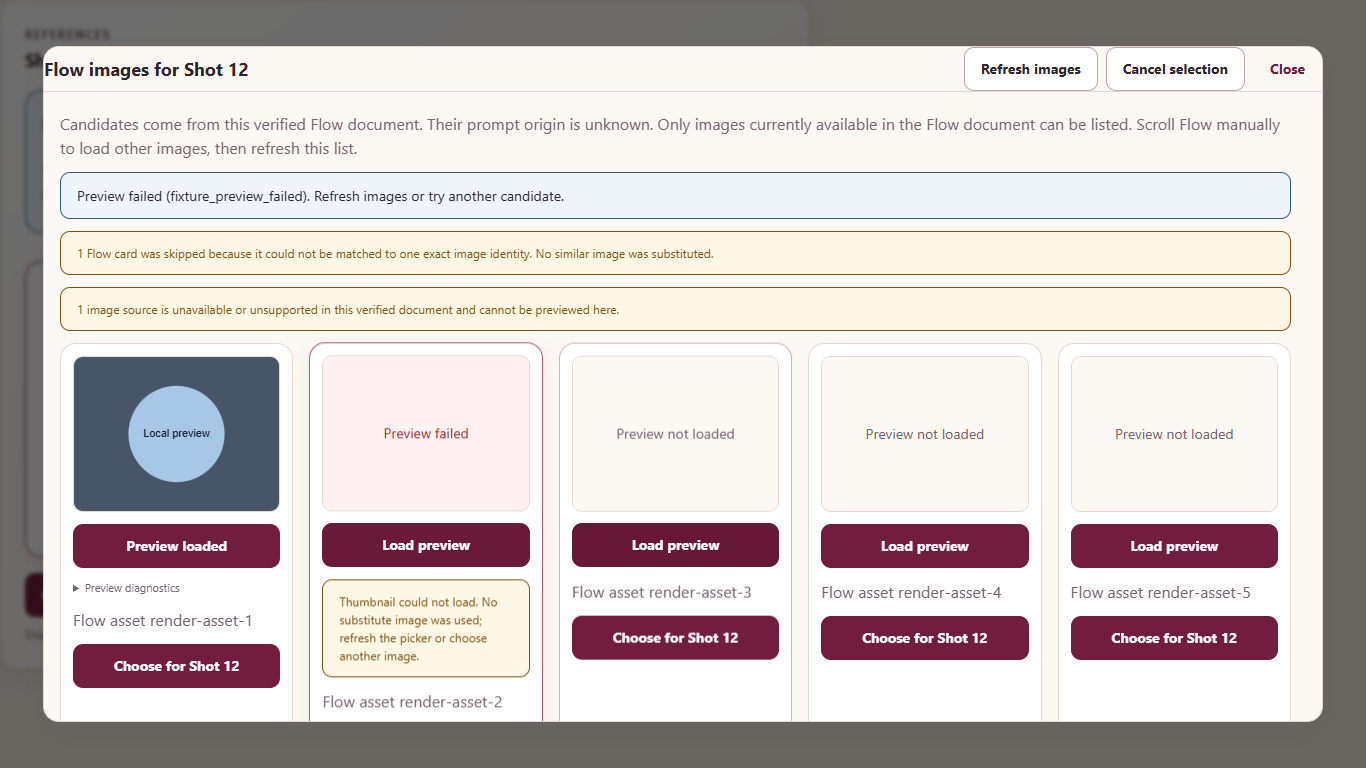 REFERENCES
Flow images for Shot 12
Refresh images
Cancel selection
Close
Candidates come from this verified Flow document. Their prompt origin is unknown. Only images currently available in the Flow document can be listed. Scroll Flow manually
to load other images, then refresh this list.
Preview failed (fixture_preview_failed). Refresh images or try another candidate.
1 Flow card was skipped because it could not be matched to one exact image identity. No similar image was substituted.
1 image source is unavailable or unsupported in this verified document and cannot be previewed here.
Local preview
Preview loaded
▶ Preview diagnostics
Flow asset render-asset-1
Choose for Shot 12
Preview failed
Load preview
Thumbnail could not load. No
substitute image was used;
refresh the picker or choose
another image.
Flow asset render-asset-2
Preview not loaded
Load preview
Flow asset render-asset-3
Choose for Shot 12
Preview not loaded
Load preview
Flow asset render-asset-4
Choose for Shot 12
Preview not loaded
Load preview
Flow asset render-asset-5
Choose for Shot 12